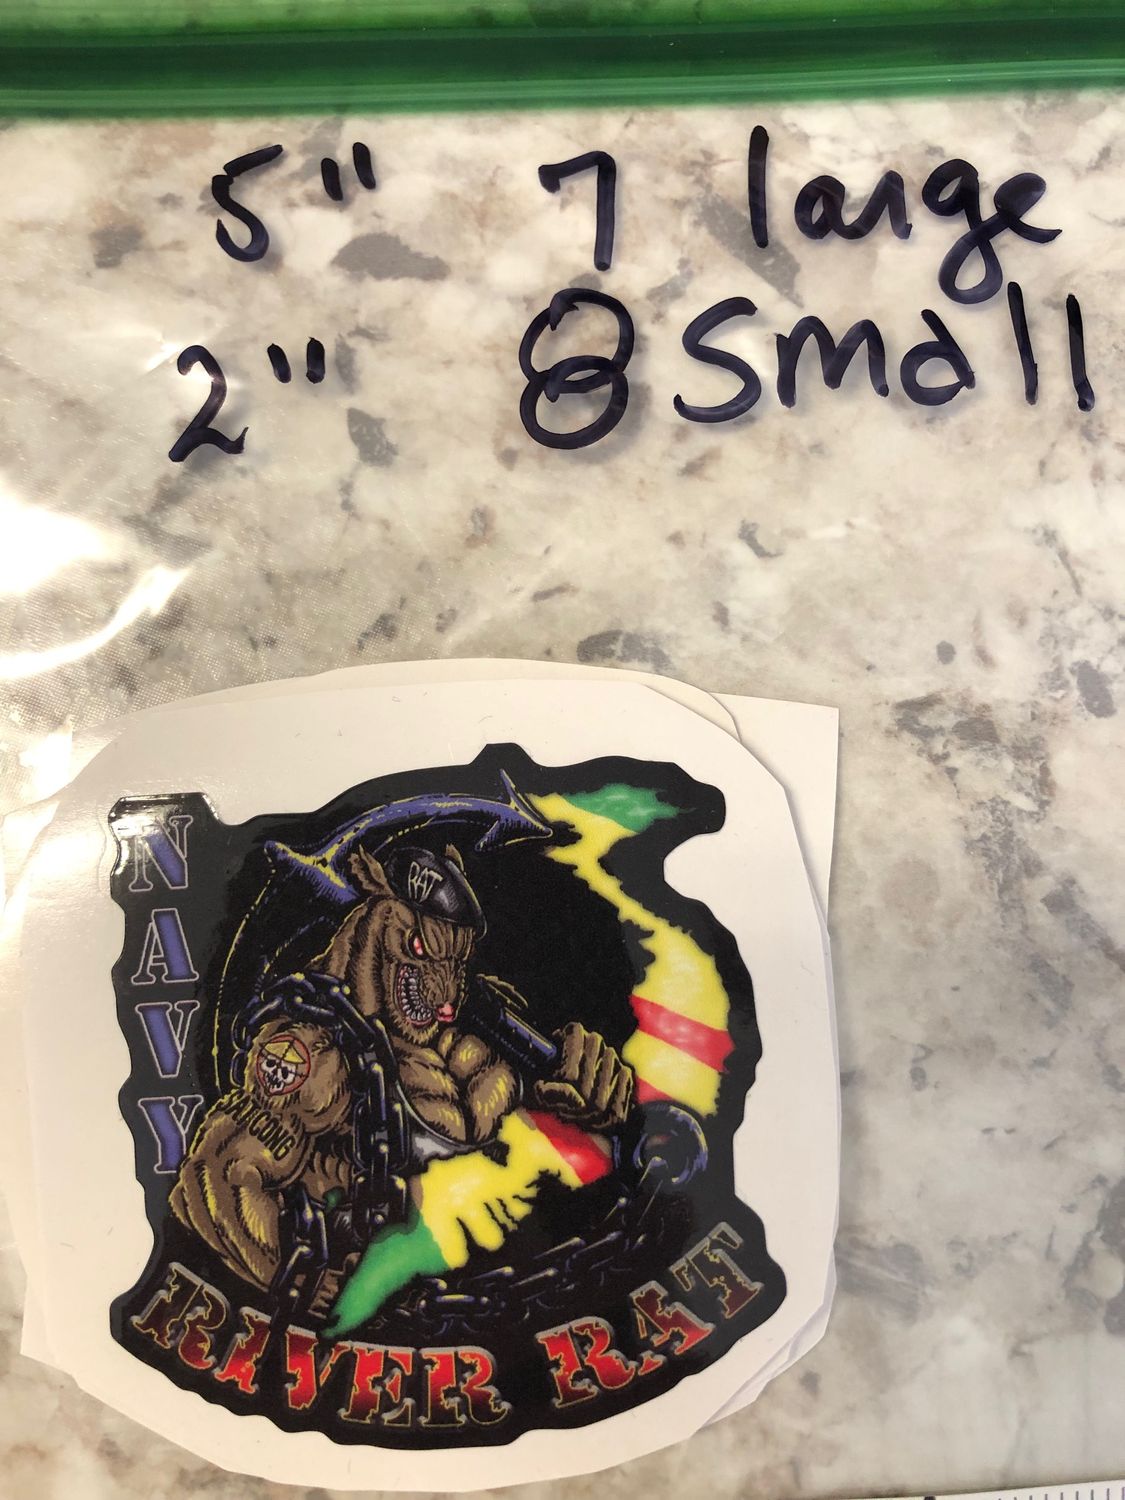 5" 7 large
2" 8 small
NAVY
RAT
RIVER RAT